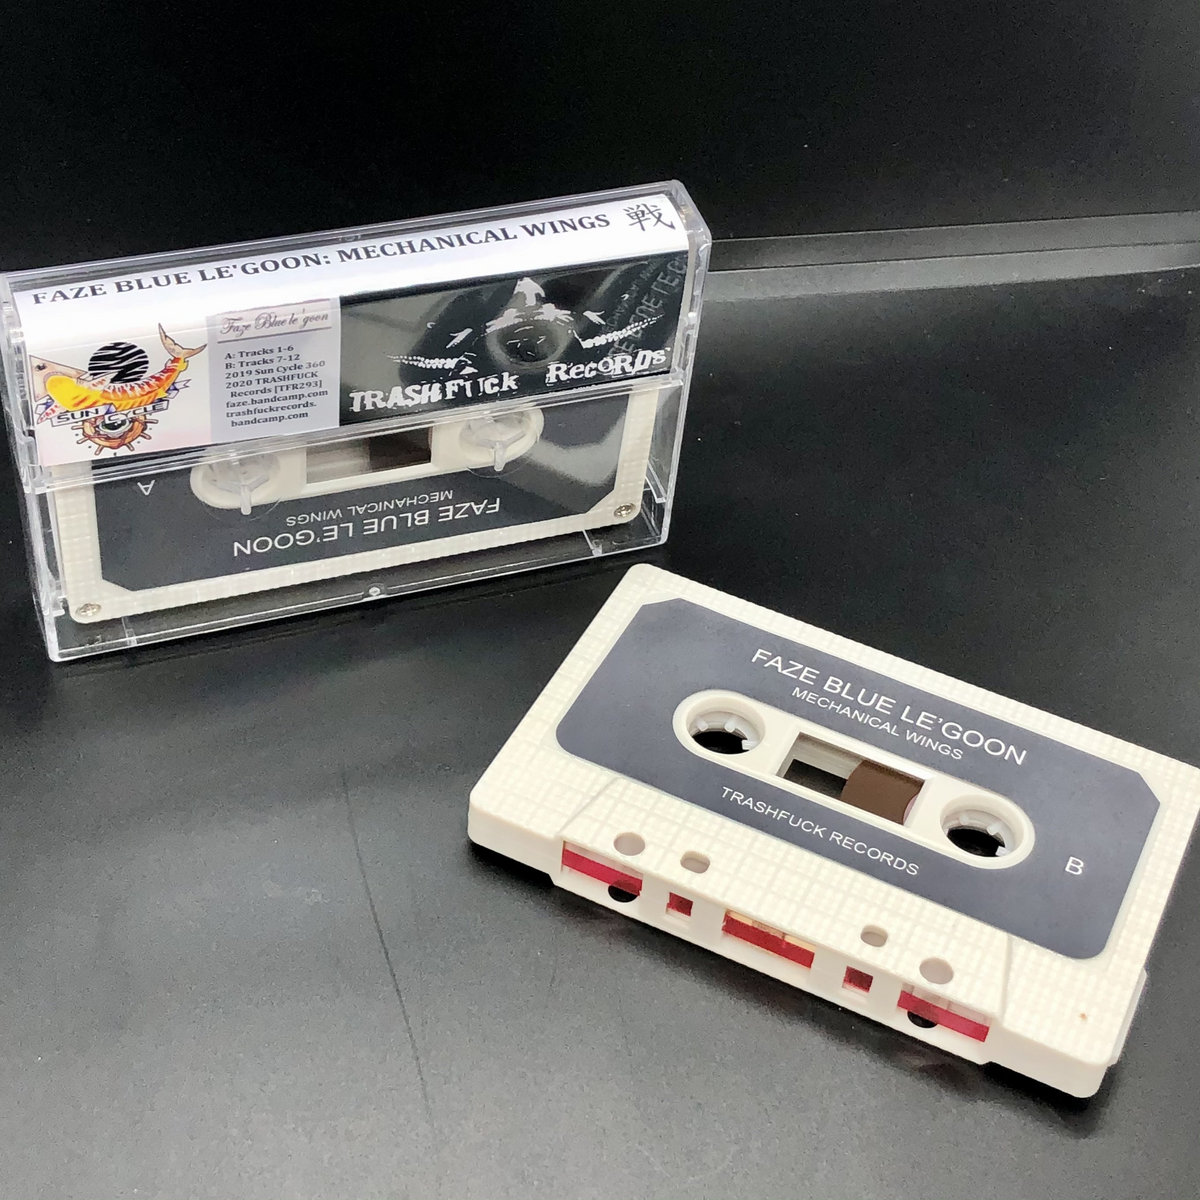 FAZE BLUE LE'GOON: MECHANICAL WINGS 戦
SUN CYCLE
Faze Blue le'goon
A: Tracks 1-6
B: Tracks 7-12
2019 Sun Cycle 360
2020 TRASHFUCK
Records [TFR293]
faze.bandcamp.com
trashfuckrecords.
bandcamp.com
TRASHFUCK RECORDS
A
MECHANICAL WINGS
FAZE BLUE LE'GOON
FAZE BLUE LE'GOON
MECHANICAL WINGS
TRASHFUCK RECORDS
B